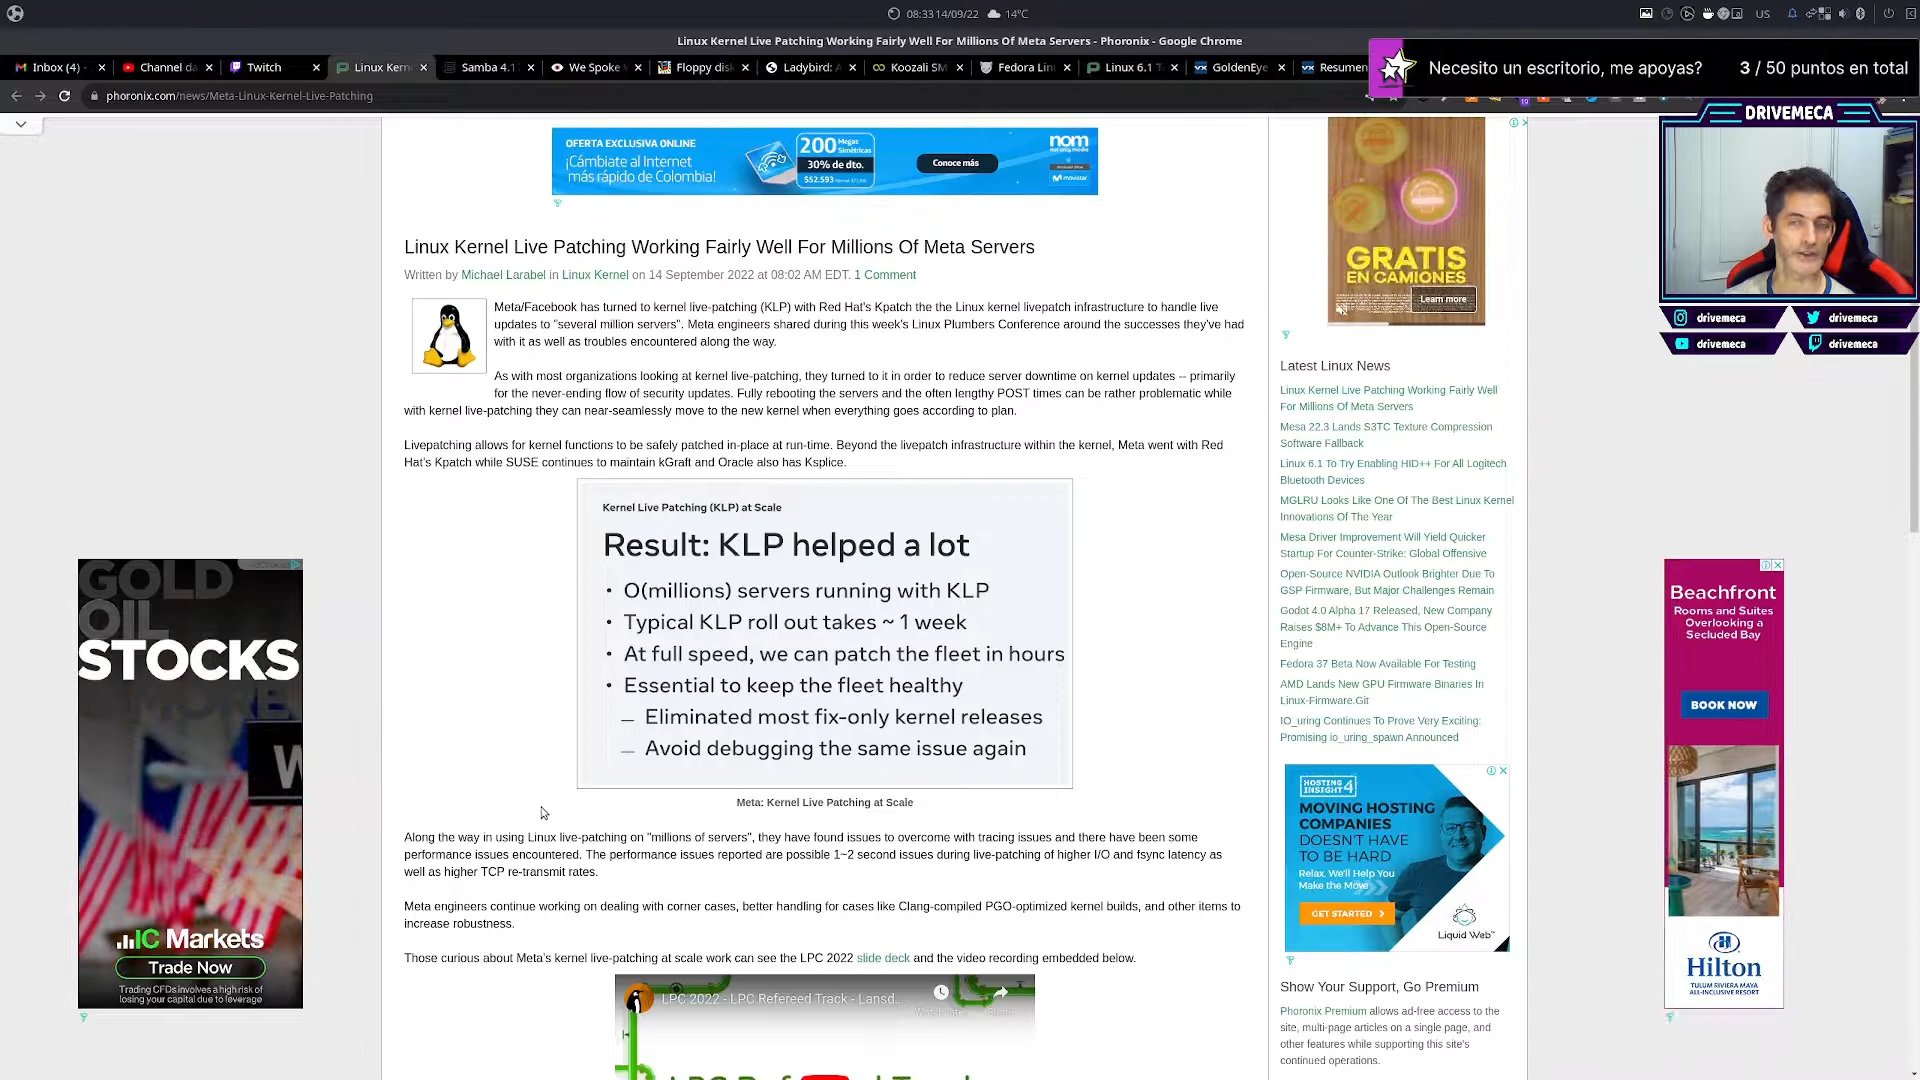 08:33 14/09/22 14°C
US
Linux Kernel Live Patching Working Fairly Well For Millions Of Meta Servers - Phoronix - Google Chrome
Inbox (4) -
Channel da
Twitch
Linux Kern
Samba 4.1
We Spoke
Floppy dis
Ladybird: A
Koozali SM
Fedora Lin
Linux 6.1 T
GoldenEye
Resumen
Necesito un escritorio, me apoyas? 3 / 50 puntos en total
phoronix.com/news/Meta-Linux-Kernel-Live-Patching
19
DRIVEMECA
drivemeca
drivemeca
drivemeca
drivemeca
OFERTA EXCLUSIVA ONLINE
¡Cámbiate al Internet
más rápido de Colombia!
200 Megas
Simétricas
30% de dto.
$52.593
Conoce más
nom
movistar
Linux Kernel Live Patching Working Fairly Well For Millions Of Meta Servers
Written by Michael Larabel in Linux Kernel on 14 September 2022 at 08:02 AM EDT. 1 Comment
Meta/Facebook has turned to kernel live-patching (KLP) with Red Hat's Kpatch the the Linux kernel livepatch infrastructure to handle live
updates to "several million servers". Meta engineers shared during this week's Linux Plumbers Conference around the successes they've had
with it as well as troubles encountered along the way.
As with most organizations looking at kernel live-patching, they turned to it in order to reduce server downtime on kernel updates -- primarily
for the never-ending flow of security updates. Fully rebooting the servers and the often lengthy POST times can be rather problematic while
with kernel live-patching they can near-seamlessly move to the new kernel when everything goes according to plan.
Livepatching allows for kernel functions to be safely patched in-place at run-time. Beyond the livepatch infrastructure within the kernel, Meta went with Red
Hat's Kpatch while SUSE continues to maintain kGraft and Oracle also has Ksplice.
Kernel Live Patching (KLP) at Scale
Result: KLP helped a lot
• O(millions) servers running with KLP
• Typical KLP roll out takes ~ 1 week
• At full speed, we can patch the fleet in hours
• Essential to keep the fleet healthy
— Eliminated most fix-only kernel releases
— Avoid debugging the same issue again
Meta: Kernel Live Patching at Scale
Along the way in using Linux live-patching on "millions of servers", they have found issues to overcome with tracing issues and there have been some
performance issues encountered. The performance issues reported are possible 1~2 second issues during live-patching of higher I/O and fsync latency as
well as higher TCP re-transmit rates.
Meta engineers continue working on dealing with corner cases, better handling for cases like Clang-compiled PGO-optimized kernel builds, and other items to
increase robustness.
Those curious about Meta's kernel live-patching at scale work can see the LPC 2022 slide deck and the video recording embedded below.
LPC 2022 - LPC Refereed Track - Lansd...
GRATIS
EN CAMIONES
Learn more
Latest Linux News
Linux Kernel Live Patching Working Fairly Well
For Millions Of Meta Servers
Mesa 22.3 Lands S3TC Texture Compression
Software Fallback
Linux 6.1 To Try Enabling HID++ For All Logitech
Bluetooth Devices
MGLRU Looks Like One Of The Best Linux Kernel
Innovations Of The Year
Mesa Driver Improvement Will Yield Quicker
Startup For Counter-Strike: Global Offensive
Open-Source NVIDIA Outlook Brighter Due To
GSP Firmware, But Major Challenges Remain
Godot 4.0 Alpha 17 Released, New Company
Raises $8M+ To Advance This Open-Source
Engine
Fedora 37 Beta Now Available For Testing
AMD Lands New GPU Firmware Binaries In
Linux-Firmware.Git
IO_uring Continues To Prove Very Exciting:
Promising io_uring_spawn Announced
HOSTING
INSIGHT 4
MOVING HOSTING
COMPANIES
DOESN'T HAVE
TO BE HARD
Relax. We'll Help You
Make the Move
GET STARTED
Liquid Web
Show Your Support, Go Premium
Phoronix Premium allows ad-free access to the
site, multi-page articles on a single page, and
other features while supporting this site's
continued operations.
GOLD
OIL
STOCKS
IC Markets
Trade Now
Trading CFDs involves a high risk of
losing your capital due to leverage
Beachfront
Rooms and Suites
Overlooking a
Secluded Bay
BOOK NOW
Hilton
TULUM RIVIERA MAYA
ALL-INCLUSIVE RESORT